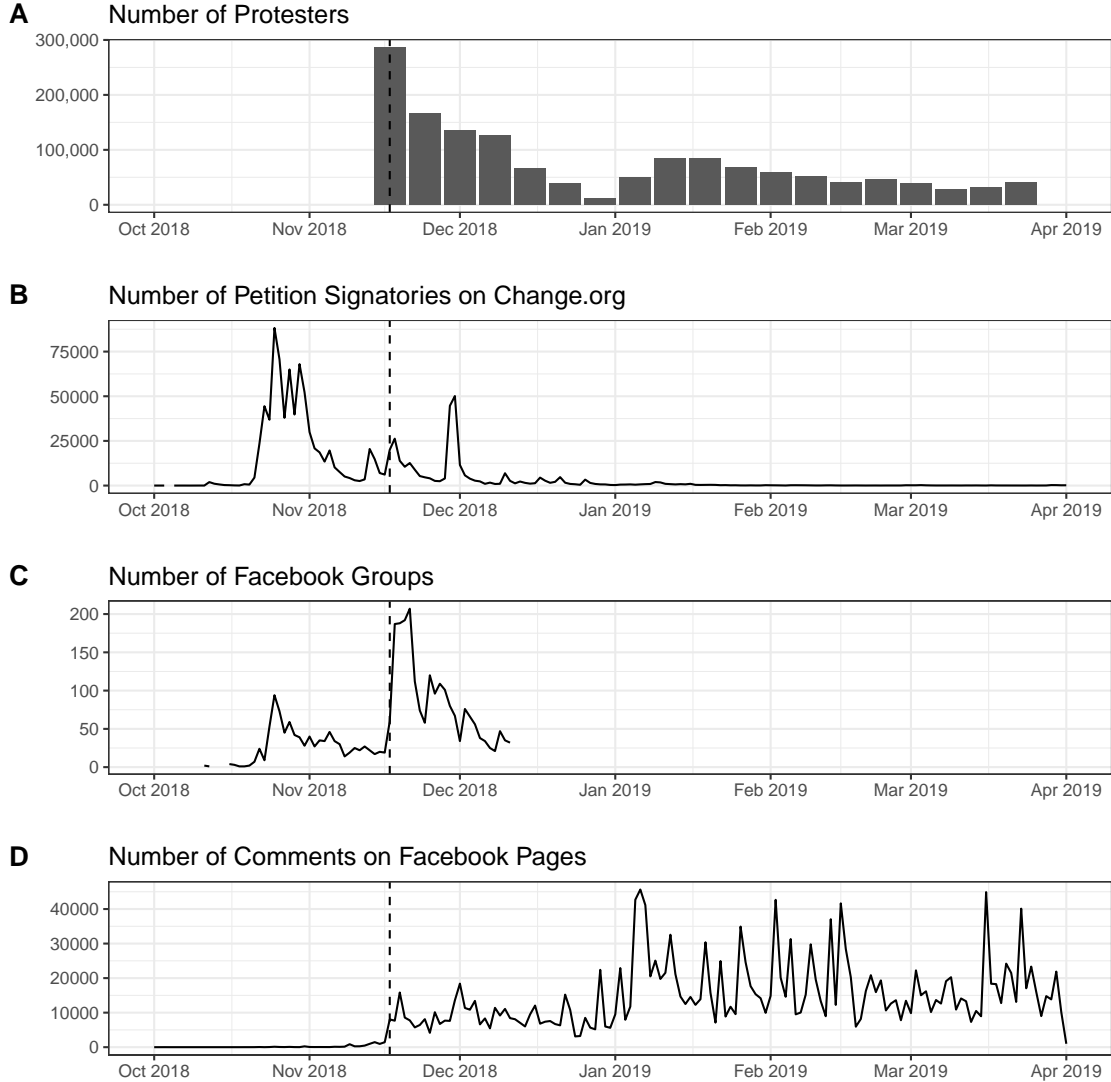 A Number of Protesters
300,000
200,000
100,000
0
Oct 2018 Nov 2018 Dec 2018 Jan 2019 Feb 2019 Mar 2019 Apr 2019
B Number of Petition Signatories on Change.org
75000
50000
25000
0
Oct 2018 Nov 2018 Dec 2018 Jan 2019 Feb 2019 Mar 2019 Apr 2019
C Number of Facebook Groups
200
150
100
50
0
Oct 2018 Nov 2018 Dec 2018 Jan 2019 Feb 2019 Mar 2019 Apr 2019
D Number of Comments on Facebook Pages
40000
30000
20000
10000
0
Oct 2018 Nov 2018 Dec 2018 Jan 2019 Feb 2019 Mar 2019 Apr 2019